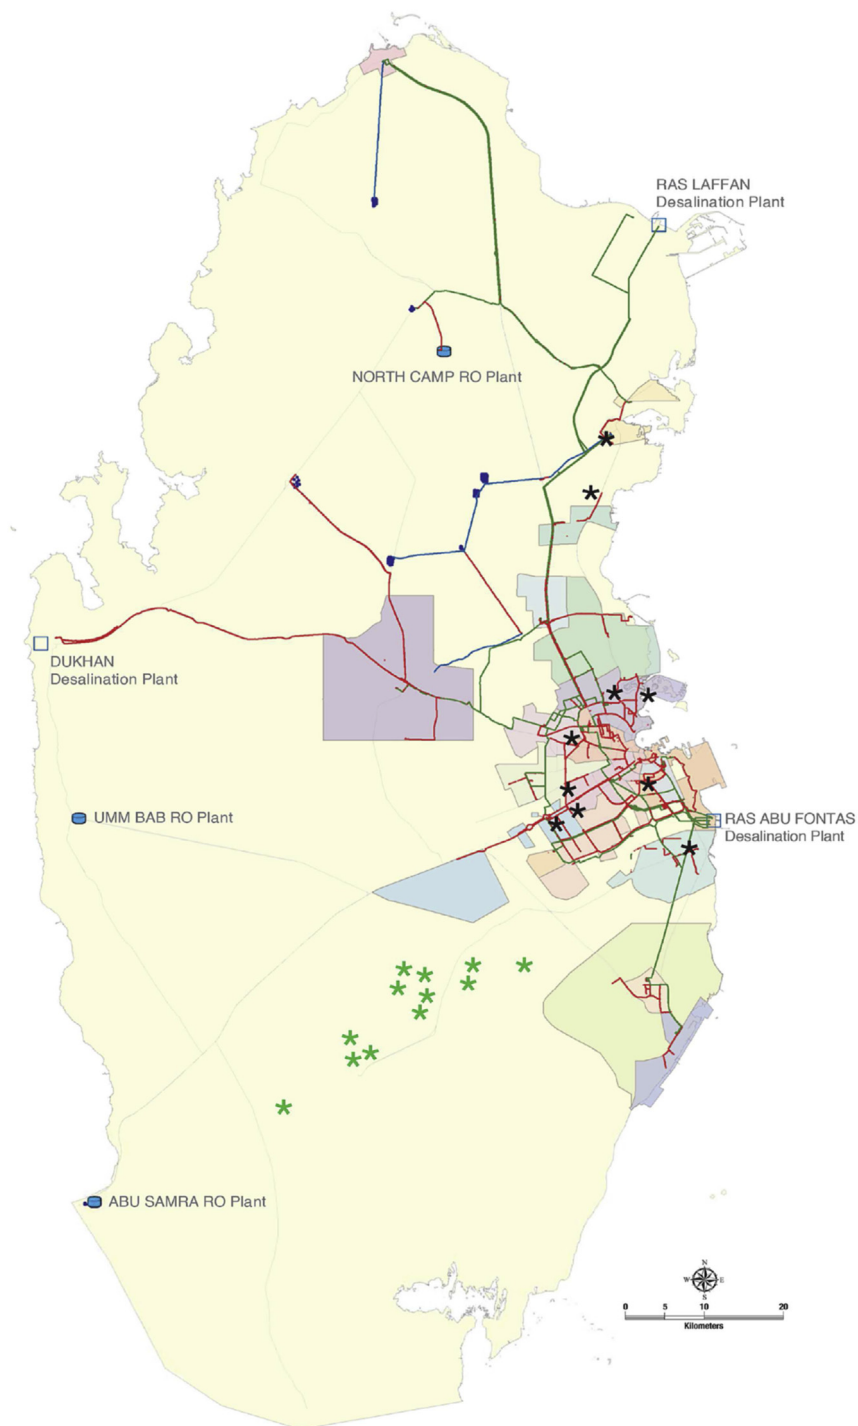 RAS LAFFAN
Desalination Plant
NORTH CAMP RO Plant
DUKHAN
Desalination Plant
UMM BAB RO Plant
RAS ABU FONTAS
Desalination Plant
ABU SAMRA RO Plant
N
W E
S
0 5 10 20
Kilometers